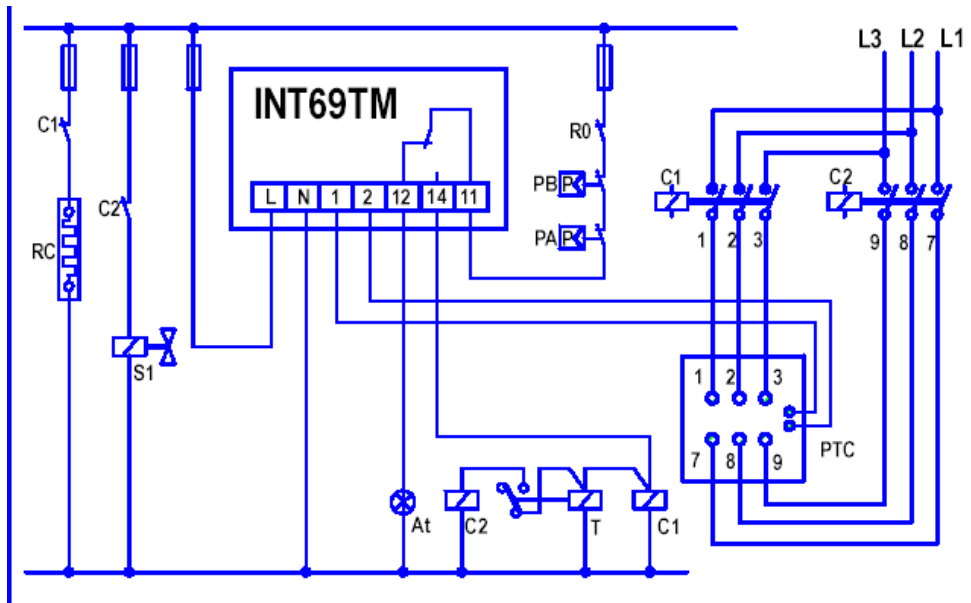 L3 L2 L1
INT69TM
C1
R0
PB P
C1 C2
L N 1 2 12 14 11
C2
PA P
1 2 3 9 8 7
RC
S1
1 2 3
PTC
7 8 9
At C2 T C1